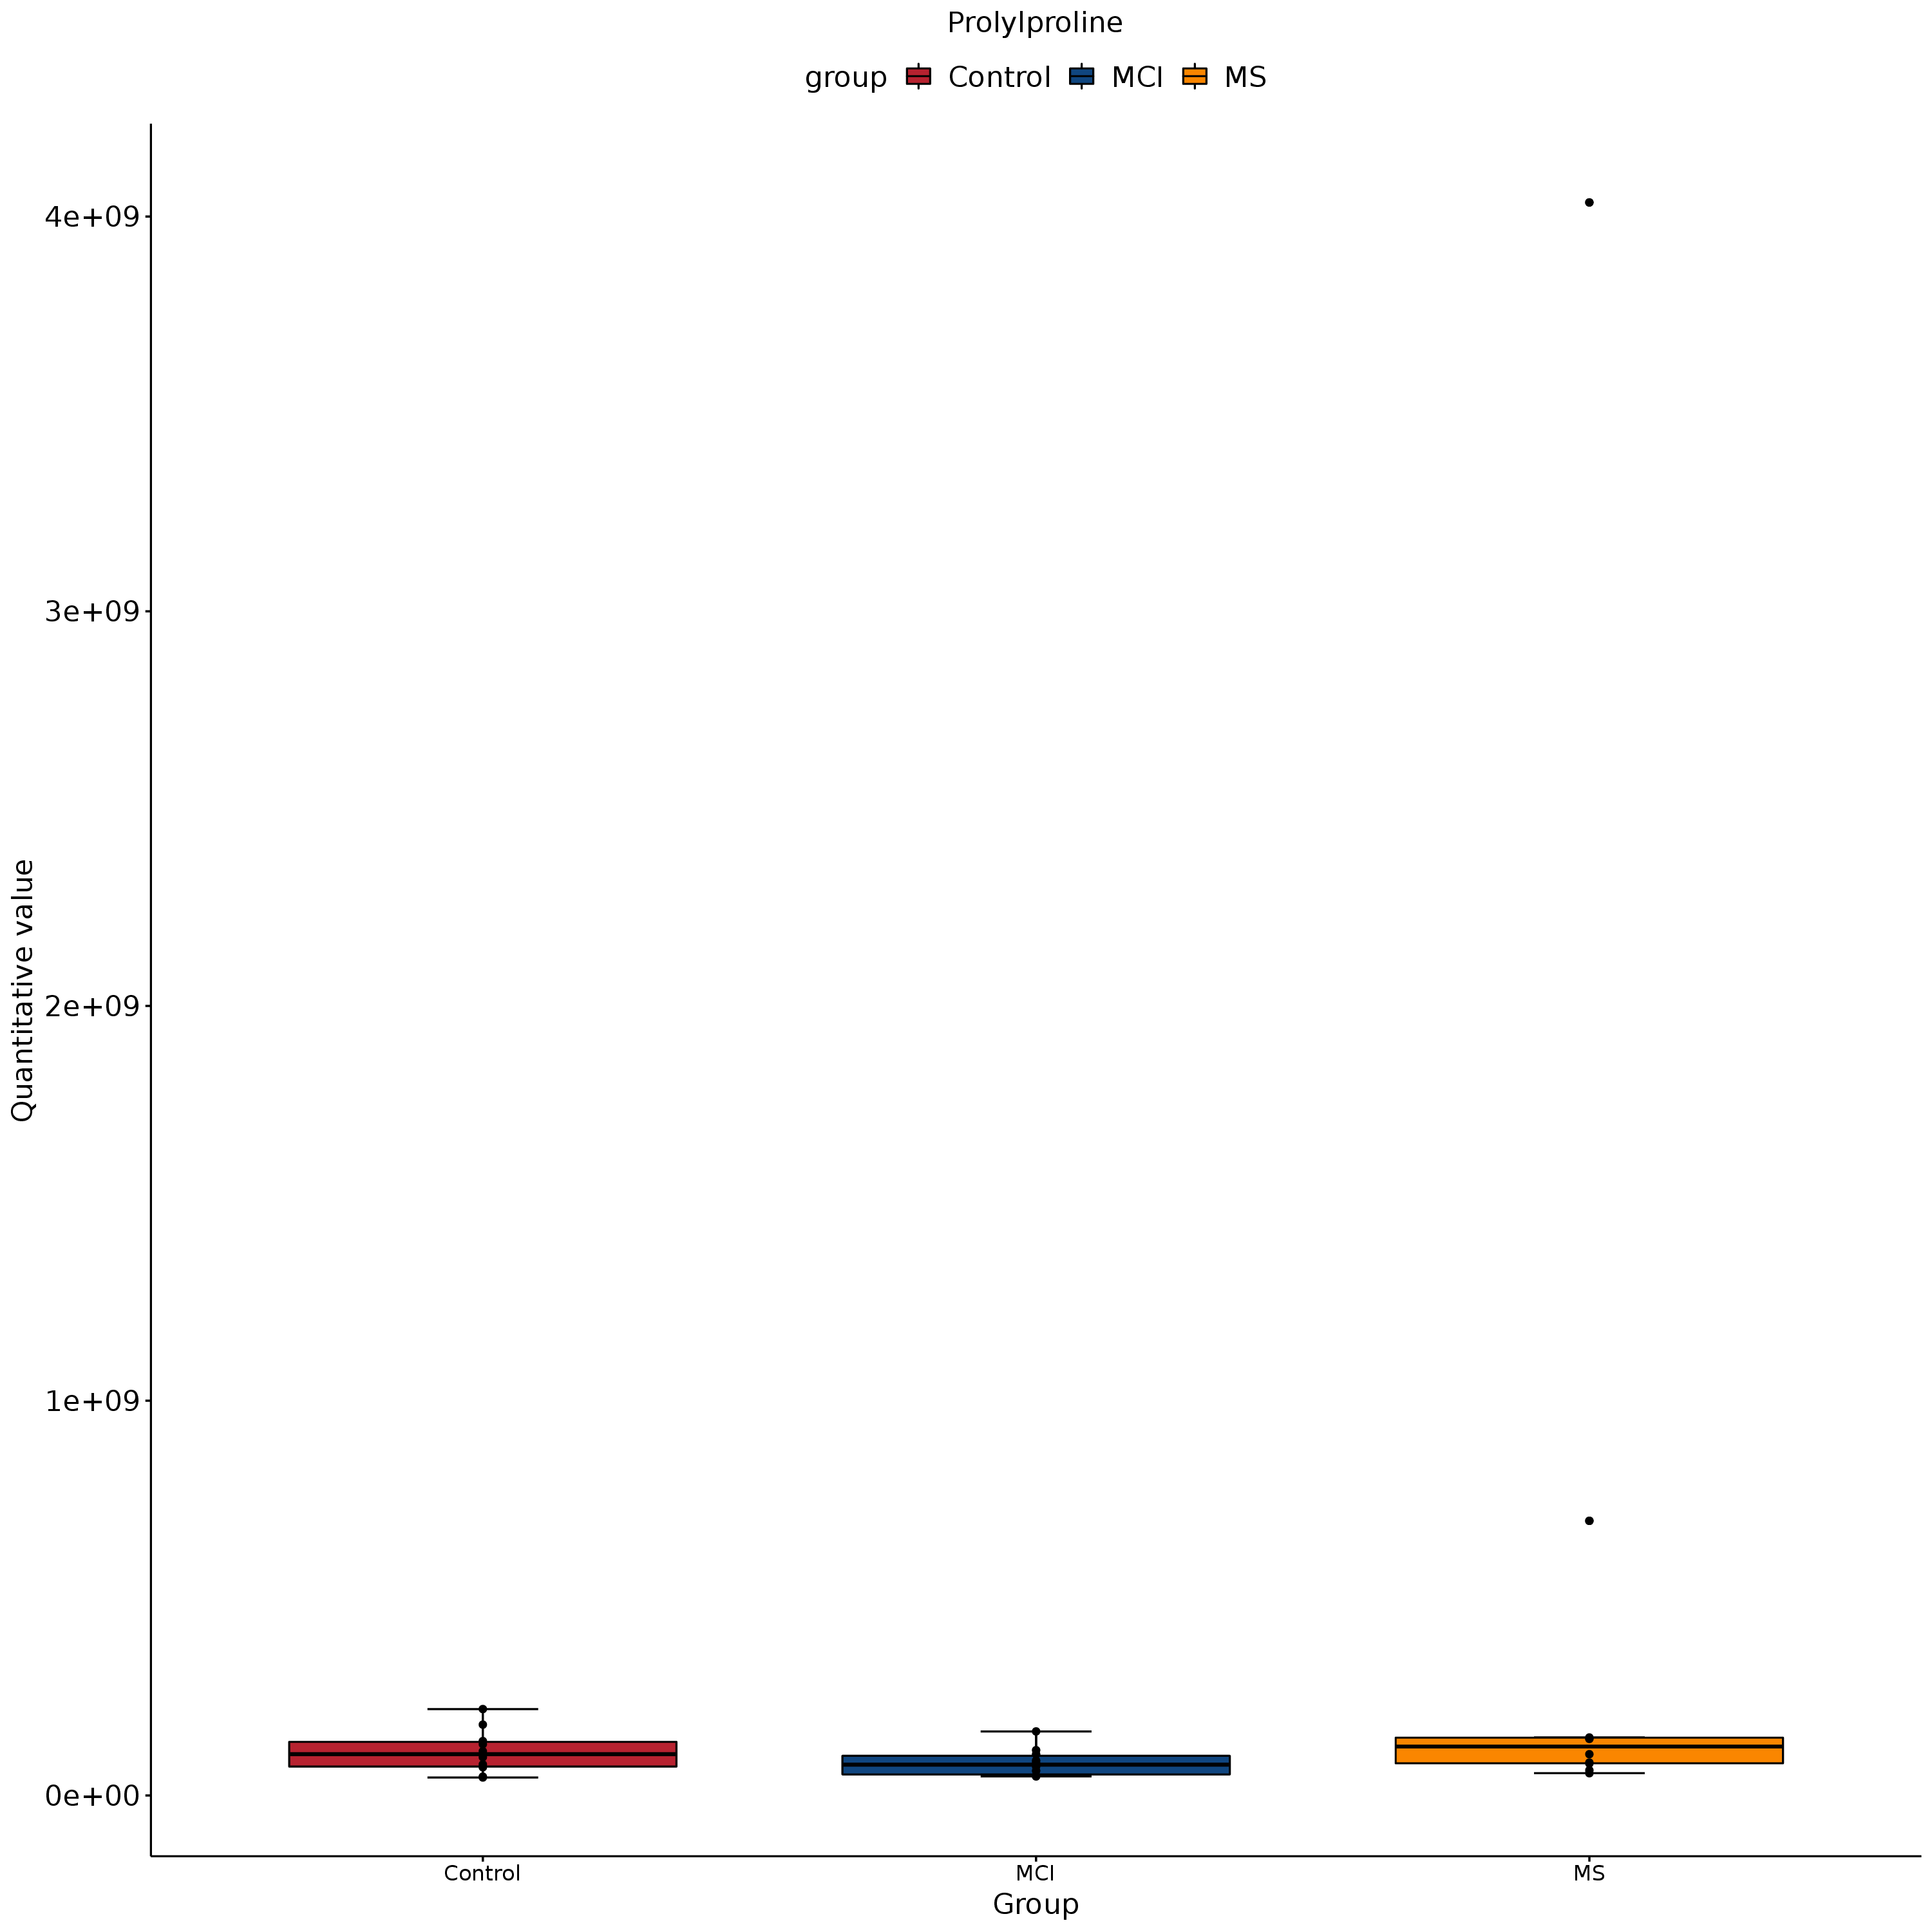 Prolylproline
group Control MCI MS
4e+09
3e+09
2e+09
1e+09
0e+00
Quantitative value
Control MCI MS
Group